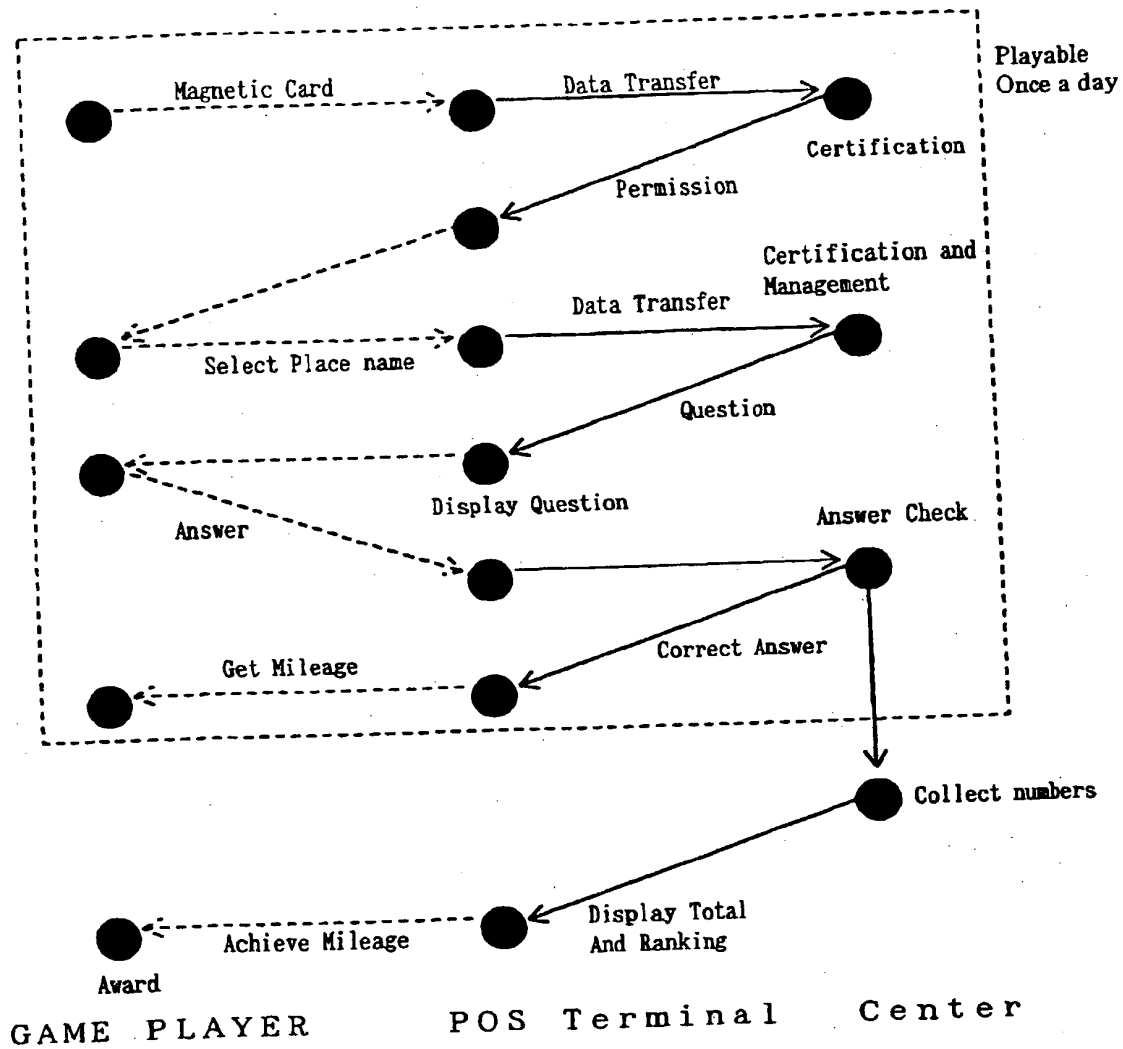 Playable
Once a day
Magnetic Card
Data Transfer
Certification
Permission
Certification and
Management
Data Transfer
Select Place name
Question
Display Question
Answer
Answer Check
Correct Answer
Get Mileage
Collect numbers
Display Total
And Ranking
Achieve Mileage
Award
GAME PLAYER
POS Terminal
Center